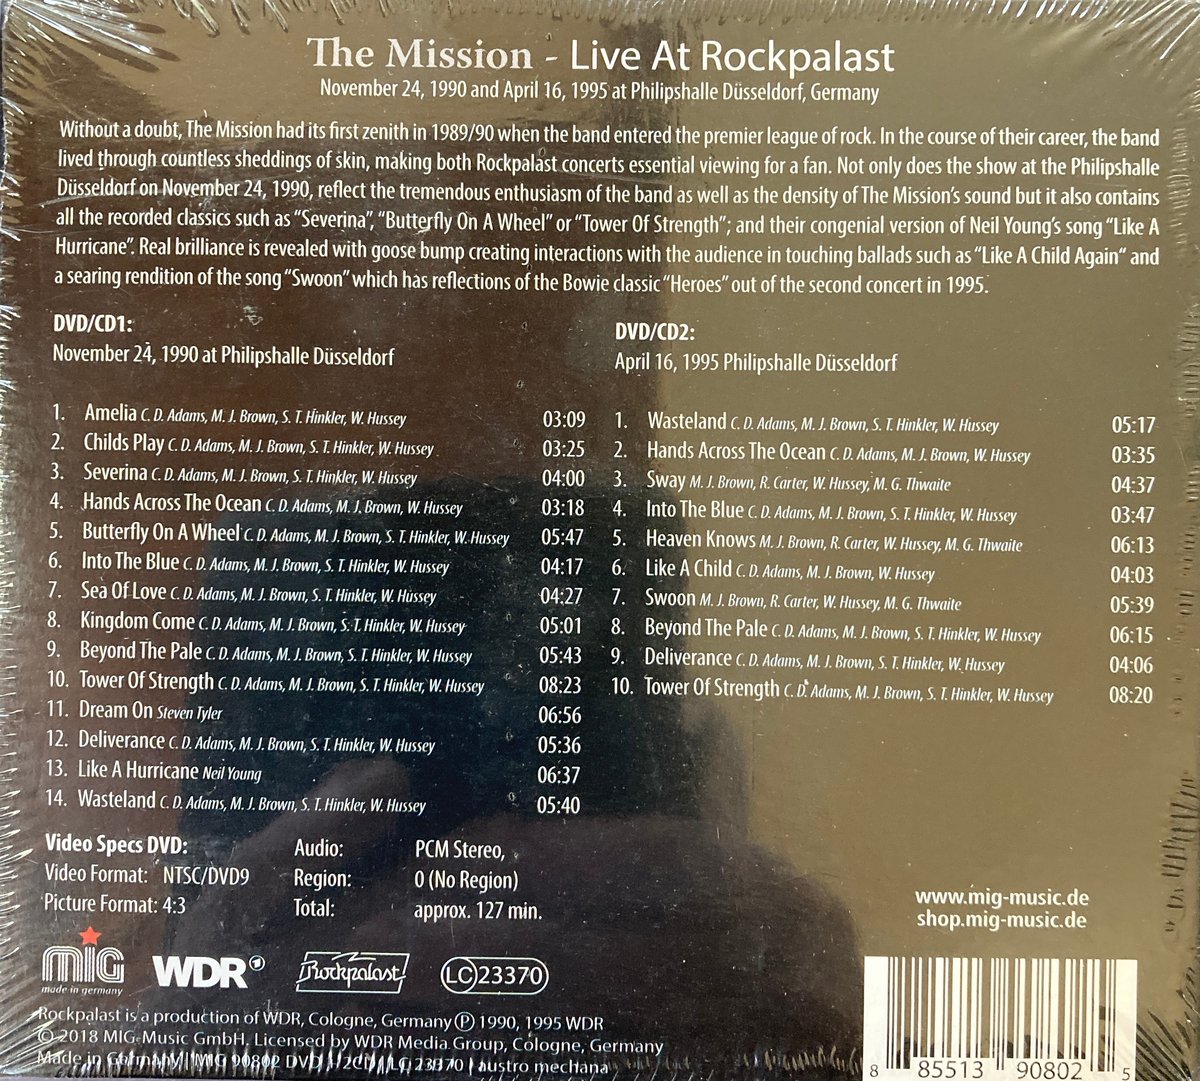 The Mission - Live At Rockpalast
November 24, 1990 and April 16, 1995 at Philipshalle Düsseldorf, Germany
Without a doubt, The Mission had its first zenith in 1989/90 when the band entered the premier league of rock. In the course of their career, the band
lived through countless sheddings of skin, making both Rockpalast concerts essential viewing for a fan. Not only does the show at the Philipshalle
Düsseldorf on November 24, 1990, reflect the tremendous enthusiasm of the band as well as the density of The Mission's sound but it also contains
all the recorded classics such as "Severina", "Butterfly On A Wheel" or "Tower Of Strength"; and their congenial version of Neil Young's song "Like A
Hurricane". Real brilliance is revealed with goose bump creating interactions with the audience in touching ballads such as "Like A Child Again" and
a searing rendition of the song "Swoon" which has reflections of the Bowie classic "Heroes" out of the second concert in 1995.
DVD/CD1:
November 24, 1990 at Philipshalle Düsseldorf
1. Amelia C. D. Adams, M. J. Brown, S. T. Hinkler, W. Hussey 03:09
2. Childs Play C. D. Adams, M. J. Brown, S. T. Hinkler, W. Hussey 03:25
3. Severina C. D. Adams, M. J. Brown, S. T. Hinkler, W. Hussey 04:00
4. Hands Across The Ocean C. D. Adams, M. J. Brown, W. Hussey 03:18
5. Butterfly On A Wheel C. D. Adams, M. J. Brown, S. T. Hinkler, W. Hussey 05:47
6. Into The Blue C. D. Adams, M. J. Brown, S. T. Hinkler, W. Hussey 04:17
7. Sea Of Love C. D. Adams, M. J. Brown, S. T. Hinkler, W. Hussey 04:27
8. Kingdom Come C. D. Adams, M. J. Brown, S. T. Hinkler, W. Hussey 05:01
9. Beyond The Pale C. D. Adams, M. J. Brown, S. T. Hinkler, W. Hussey 05:43
10. Tower Of Strength C. D. Adams, M. J. Brown, S. T. Hinkler, W. Hussey 08:23
11. Dream On Steven Tyler 06:56
12. Deliverance C. D. Adams, M. J. Brown, S. T. Hinkler, W. Hussey 05:36
13. Like A Hurricane Neil Young 06:37
14. Wasteland C. D. Adams, M. J. Brown, S. T. Hinkler, W. Hussey 05:40
DVD/CD2:
April 16, 1995 Philipshalle Düsseldorf
1. Wasteland C. D. Adams, M. J. Brown, S. T. Hinkler, W. Hussey 05:17
2. Hands Across The Ocean C. D. Adams, M. J. Brown, W. Hussey 03:35
3. Sway M. J. Brown, R. Carter, W. Hussey, M. G. Thwaite 04:37
4. Into The Blue C. D. Adams, M. J. Brown, S. T. Hinkler, W. Hussey 03:47
5. Heaven Knows M. J. Brown, R. Carter, W. Hussey, M. G. Thwaite 06:13
6. Like A Child C. D. Adams, M. J. Brown, W. Hussey 04:03
7. Swoon M. J. Brown, R. Carter, W. Hussey, M. G. Thwaite 05:39
8. Beyond The Pale C. D. Adams, M. J. Brown, S. T. Hinkler, W. Hussey 06:15
9. Deliverance C. D. Adams, M. J. Brown, S. T. Hinkler, W. Hussey 04:06
10. Tower Of Strength C. D. Adams, M. J. Brown, S. T. Hinkler, W. Hussey 08:20
Video Specs DVD:
Video Format: NTSC/DVD9
Picture Format: 4:3
Audio: PCM Stereo,
Region: 0 (No Region)
Total: approx. 127 min.
www.mig-music.de
shop.mig-music.de
MIG
made in germany
WDR
Rockpalast
LC 23370
Rockpalast is a production of WDR, Cologne, Germany Ⓟ 1990, 1995 WDR
© 2018 MIG-Music GmbH. Licensed by WDR Media Group, Cologne, Germany
Made in Germany | MIG 90802 DVD + 2CD | LC 23370 | austro mechana
8 85513 90802 5